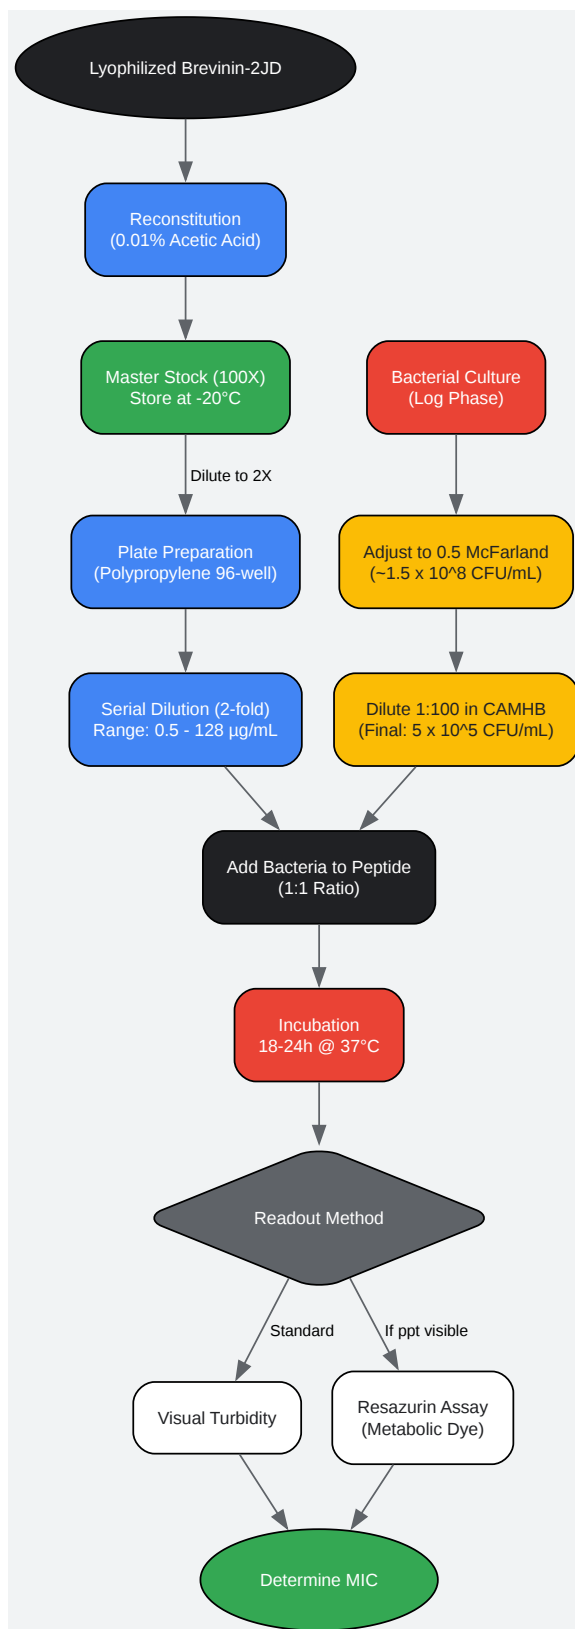 Lyophilized Brevinin-2JD
Reconstitution
(0.01% Acetic Acid)
Master Stock (100X)
Store at -20°C
Bacterial Culture
(Log Phase)
Dilute to 2X
Plate Preparation
(Polypropylene 96-well)
Adjust to 0.5 McFarland
(~1.5 x 10^8 CFU/mL)
Serial Dilution (2-fold)
Range: 0.5 - 128 µg/mL
Dilute 1:100 in CAMHB
(Final: 5 x 10^5 CFU/mL)
Add Bacteria to Peptide
(1:1 Ratio)
Incubation
18-24h @ 37°C
Readout Method
Standard
If ppt visible
Visual Turbidity
Resazurin Assay
(Metabolic Dye)
Determine MIC